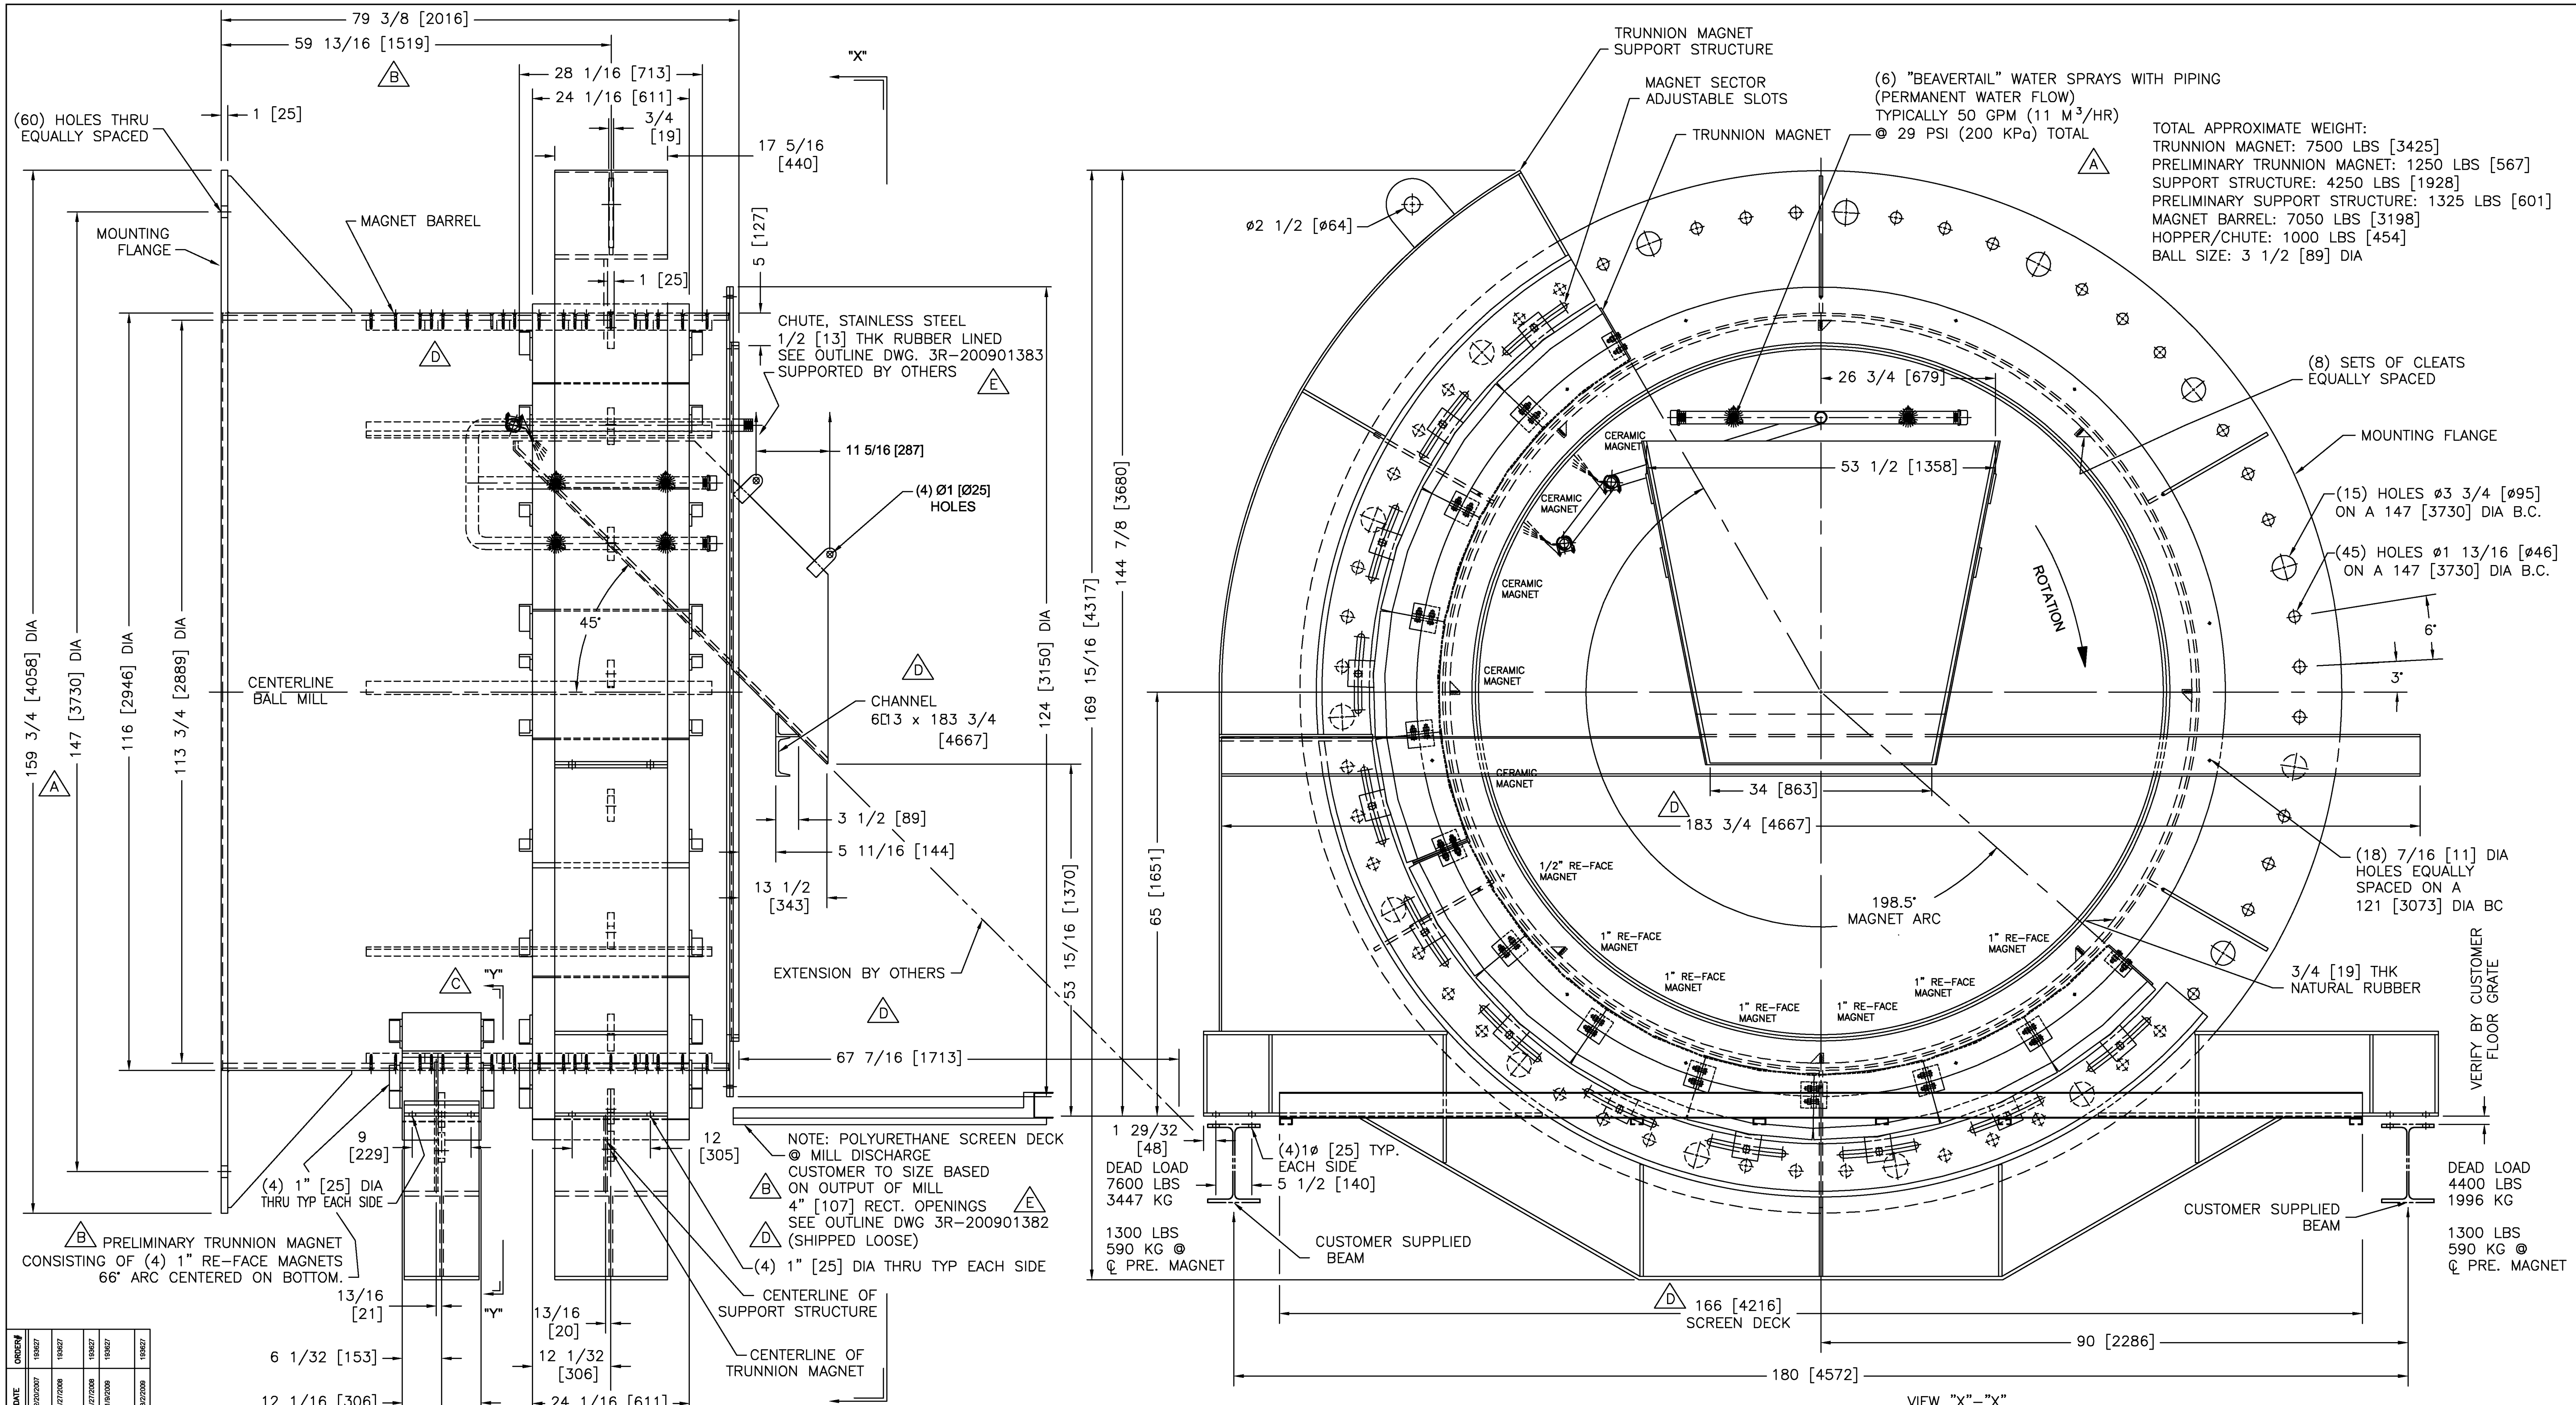 79 3/8 [2016]
59 13/16 [1519]
B
28 1/16 [713]
24 1/16 [611]
3/4
[19]
17 5/16
[440]
"X"
1 [25]
(60) HOLES THRU
EQUALLY SPACED
MOUNTING
FLANGE
MAGNET BARREL
1 [25]
5 [127]
D
CHUTE, STAINLESS STEEL
1/2 [13] THK RUBBER LINED
SEE OUTLINE DWG. 3R-200901383
SUPPORTED BY OTHERS
E
11 5/16 [287]
(4) Ø1 [Ø25]
HOLES
45°
159 3/4 [4058] DIA
A
147 [3730] DIA
116 [2946] DIA
113 3/4 [2889] DIA
CENTERLINE
BALL MILL
D
CHANNEL
6[13 x 183 3/4
[4667]
124 [3150] DIA
3 1/2 [89]
5 11/16 [144]
13 1/2
[343]
53 15/16 [1370]
EXTENSION BY OTHERS
D
67 7/16 [1713]
C
"Y"
9
[229]
12
[305]
(4) 1" [25] DIA
THRU TYP EACH SIDE
B
PRELIMINARY TRUNNION MAGNET
CONSISTING OF (4) 1" RE-FACE MAGNETS
66° ARC CENTERED ON BOTTOM.
NOTE: POLYURETHANE SCREEN DECK
@ MILL DISCHARGE
CUSTOMER TO SIZE BASED
B
ON OUTPUT OF MILL
4" [107] RECT. OPENINGS
E
SEE OUTLINE DWG 3R-200901382
D
(SHIPPED LOOSE)
(4) 1" [25] DIA THRU TYP EACH SIDE
CENTERLINE OF
SUPPORT STRUCTURE
CENTERLINE OF
TRUNNION MAGNET
13/16
[21]
"Y"
13/16
[20]
6 1/32 [153]
12 1/32
[306]
12 1/16 [306]
24 1/16 [611]
ORDER#
193627
193627
193627
193627
193627
DATE
TRUNNION MAGNET
SUPPORT STRUCTURE
MAGNET SECTOR
ADJUSTABLE SLOTS
TRUNNION MAGNET
(6) "BEAVERTAIL" WATER SPRAYS WITH PIPING
(PERMANENT WATER FLOW)
TYPICALLY 50 GPM (11 M³/HR)
@ 29 PSI (200 KPa) TOTAL
A
TOTAL APPROXIMATE WEIGHT:
TRUNNION MAGNET: 7500 LBS [3425]
PRELIMINARY TRUNNION MAGNET: 1250 LBS [567]
SUPPORT STRUCTURE: 4250 LBS [1928]
PRELIMINARY SUPPORT STRUCTURE: 1325 LBS [601]
MAGNET BARREL: 7050 LBS [3198]
HOPPER/CHUTE: 1000 LBS [454]
BALL SIZE: 3 1/2 [89] DIA
ø2 1/2 [ø64]
(8) SETS OF CLEATS
EQUALLY SPACED
MOUNTING FLANGE
(15) HOLES ø3 3/4 [ø95]
ON A 147 [3730] DIA B.C.
(45) HOLES ø1 13/16 [ø46]
ON A 147 [3730] DIA B.C.
6°
3°
26 3/4 [679]
53 1/2 [1358]
CERAMIC
MAGNET
CERAMIC
MAGNET
CERAMIC
MAGNET
CERAMIC
MAGNET
CERAMIC
MAGNET
ROTATION
34 [863]
D
183 3/4 [4667]
169 15/16 [4317]
144 7/8 [3680]
65 [1651]
1/2" RE-FACE
MAGNET
198.5°
MAGNET ARC
1" RE-FACE
MAGNET
1" RE-FACE
MAGNET
1" RE-FACE
MAGNET
1" RE-FACE
MAGNET
1" RE-FACE
MAGNET
1" RE-FACE
MAGNET
(18) 7/16 [11] DIA
HOLES EQUALLY
SPACED ON A
121 [3073] DIA BC
3/4 [19] THK
NATURAL RUBBER
VERIFY BY CUSTOMER
FLOOR GRATE
1 29/32
[48]
DEAD LOAD
7600 LBS
3447 KG
1300 LBS
590 KG @
℄ PRE. MAGNET
(4)1ø [25] TYP.
EACH SIDE
5 1/2 [140]
CUSTOMER SUPPLIED
BEAM
CUSTOMER SUPPLIED
BEAM
DEAD LOAD
4400 LBS
1996 KG
1300 LBS
590 KG @
℄ PRE. MAGNET
D
166 [4216]
SCREEN DECK
90 [2286]
180 [4572]
VIEW "X"-"X"